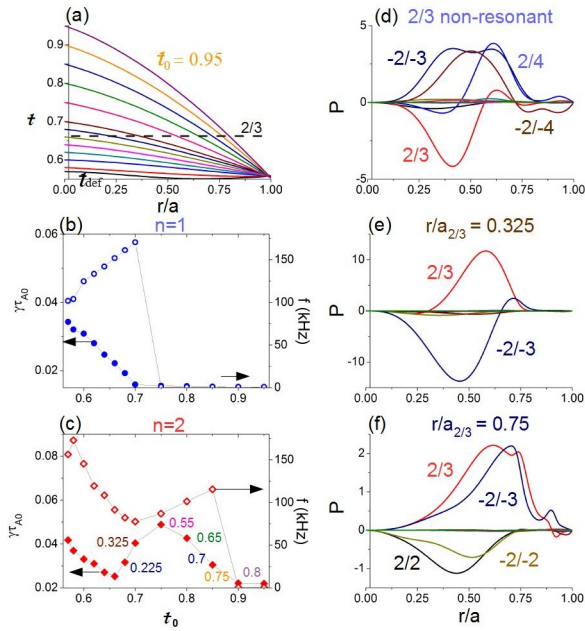 (a)
0.9
0.8
0.7
0.6
ɫ
ɫ₀ = 0.95
2/3
ɫdef
0.00 0.25 0.50 0.75 1.00
r/a
(b)
n=1
0.06
0.04
0.02
γτA0
150
100
50
0
f (kHz)
0.6 0.7 0.8 0.9
(c)
n=2
0.08
0.06
0.04
0.02
γτA0
150
100
50
0
f (kHz)
0.325
0.225
0.55
0.65
0.7
0.75
0.8
0.6 0.7 0.8 0.9
ɫ₀
(d)
2/3 non-resonant
5
0
-5
P
-2/-3
2/4
-2/-4
2/3
0.00 0.25 0.50 0.75 1.00
(e)
r/a2/3 = 0.325
10
0
-10
P
2/3
-2/-3
0.00 0.25 0.50 0.75 1.00
(f)
r/a2/3 = 0.75
2
1
0
-1
P
2/3
-2/-3
2/2
-2/-2
0.00 0.25 0.50 0.75 1.00
r/a